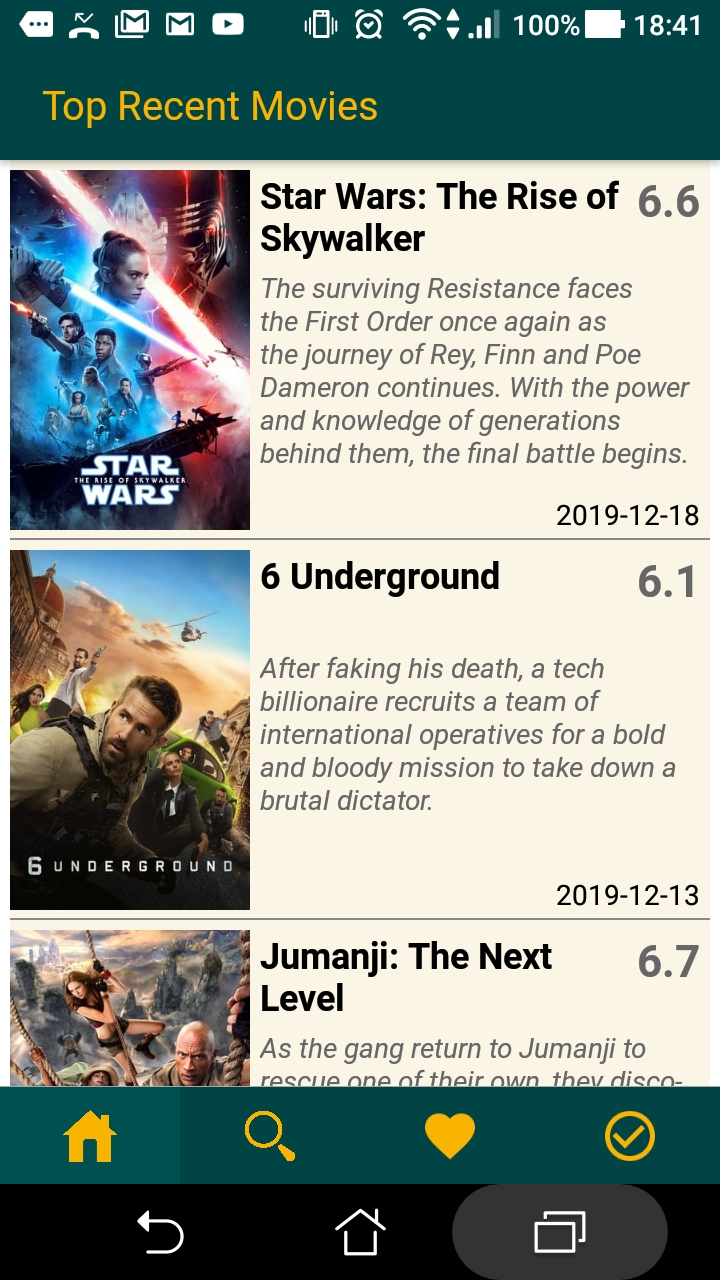 100% 18:41
Top Recent Movies
Star Wars: The Rise of
Skywalker
6.6
The surviving Resistance faces
the First Order once again as
the journey of Rey, Finn and Poe
Dameron continues. With the power
and knowledge of generations
behind them, the final battle begins.
2019-12-18
STAR
THE RISE OF SKYWALKER
WARS
6 Underground
6.1
After faking his death, a tech
billionaire recruits a team of
international operatives for a bold
and bloody mission to take down a
brutal dictator.
2019-12-13
6 UNDERGROUND
Jumanji: The Next
Level
6.7
As the gang return to Jumanji to
rescue one of their own, they disco-